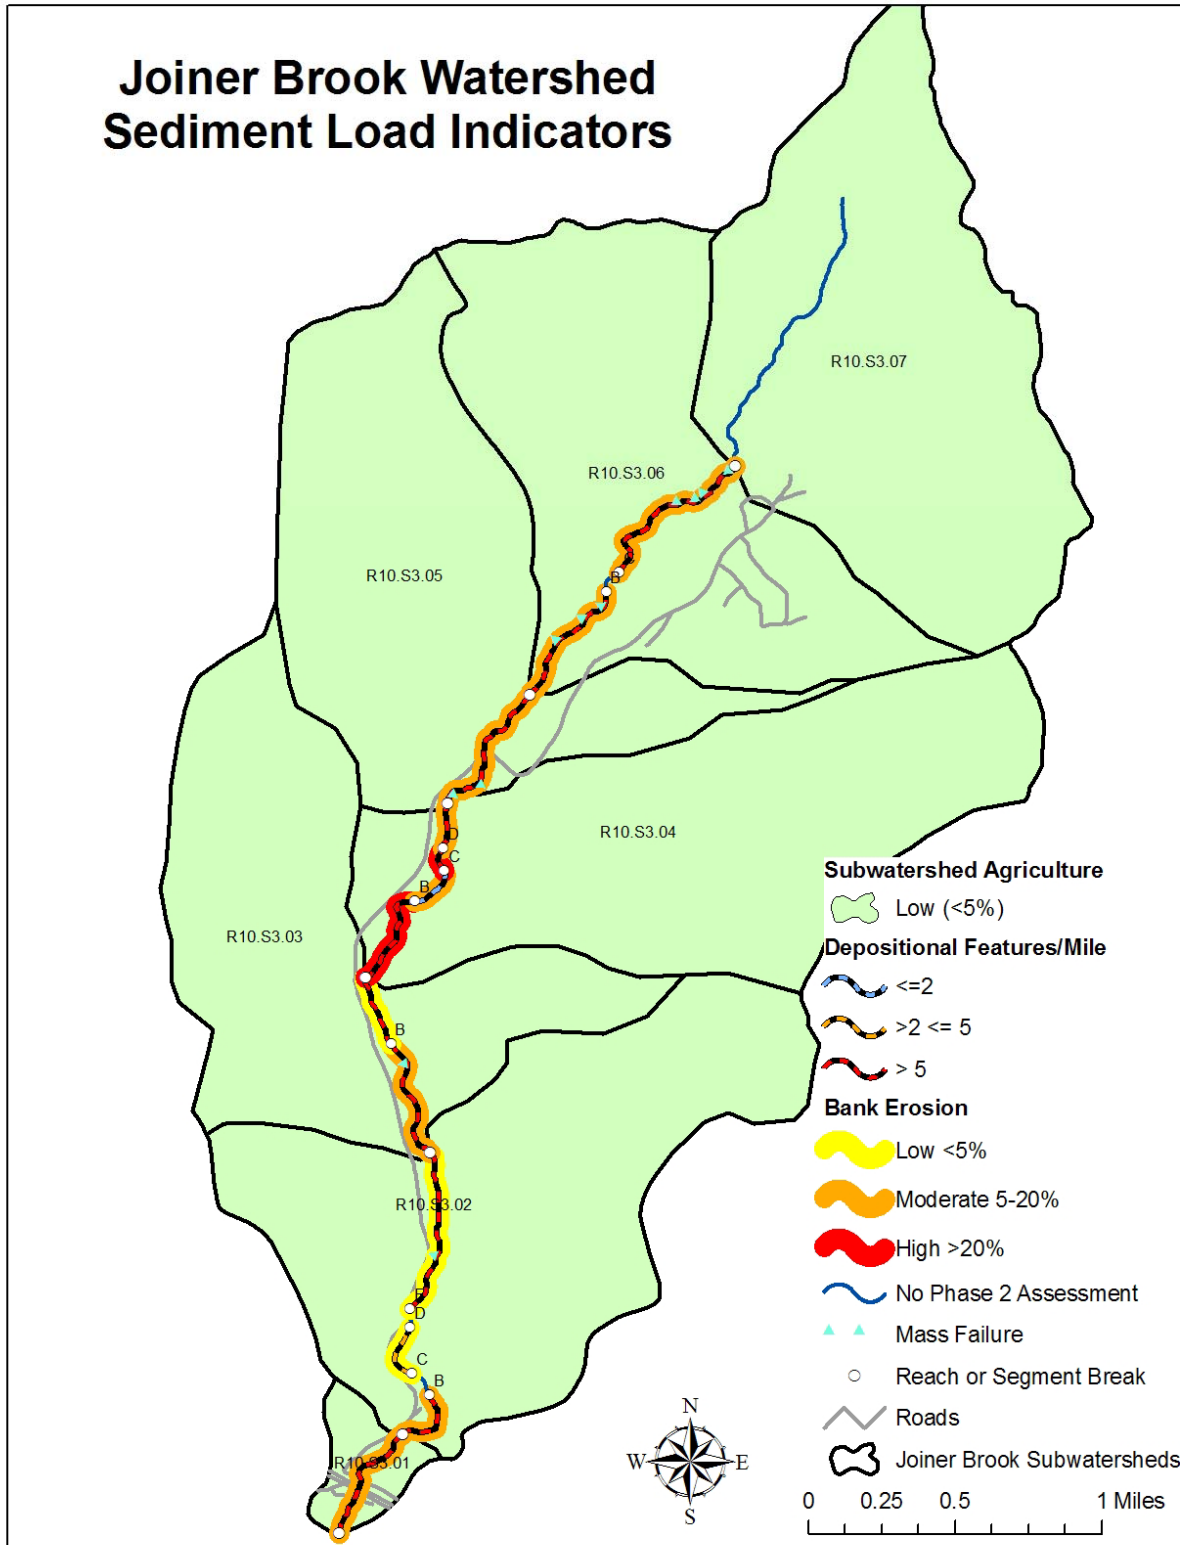 Joiner Brook Watershed
Sediment Load Indicators
R10.S3.07
R10.S3.06
B
R10.S3.05
D
R10.S3.04
C
B
R10.S3.03
B
R10.S3.02
E
D
C
B
R10.S3.01
Subwatershed Agriculture
Low (<5%)
Depositional Features/Mile
<=2
>2 <= 5
> 5
Bank Erosion
Low <5%
Moderate 5-20%
High >20%
No Phase 2 Assessment
Mass Failure
Reach or Segment Break
Roads
Joiner Brook Subwatersheds
N
W E
S
0 0.25 0.5 1 Miles